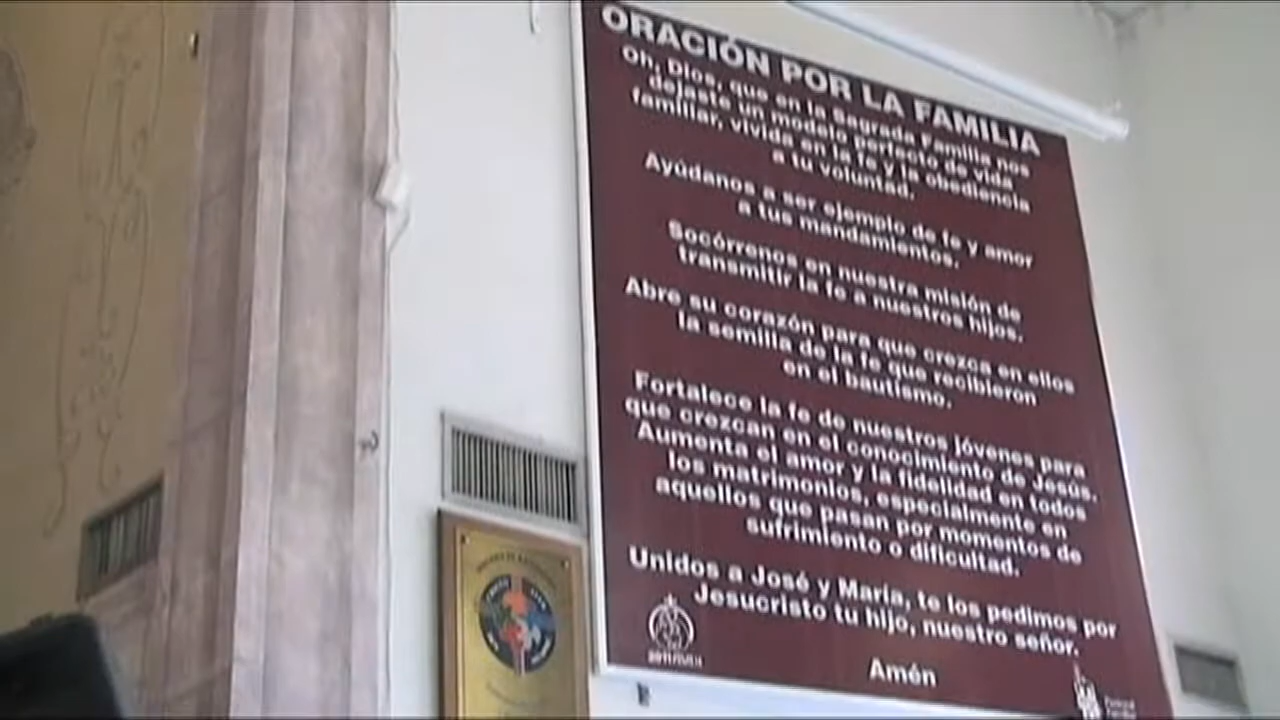 ORACIÓN POR LA FAMILIA
Oh, Dios, que en la sagrada Familia nos
dejaste un modelo perfecto de vida
familiar, vivida en la fe y la obediencia
a tu voluntad.
Ayúdanos a ser ejemplo de fe y amor
a tus mandamientos.
Socórrenos en nuestra misión de
transmitir la fe a nuestros hijos.
Abre su corazón para que crezca en ellos
la semilla de la fe que recibieron
en el bautismo.
Fortalece la fe de nuestros jóvenes para
que crezcan en el conocimiento de Jesús.
Aumenta el amor y la fidelidad en todos
los matrimonios, especialmente en
aquellos que pasan por momentos de
sufrimiento o dificultad.
Unidos a José y María, te los pedimos por
Jesucristo tu hijo, nuestro señor.
Amén